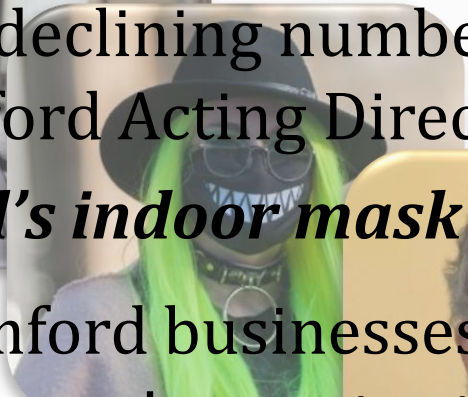 declining numbe
ford Acting Direc
l's indoor mask
nford businesses